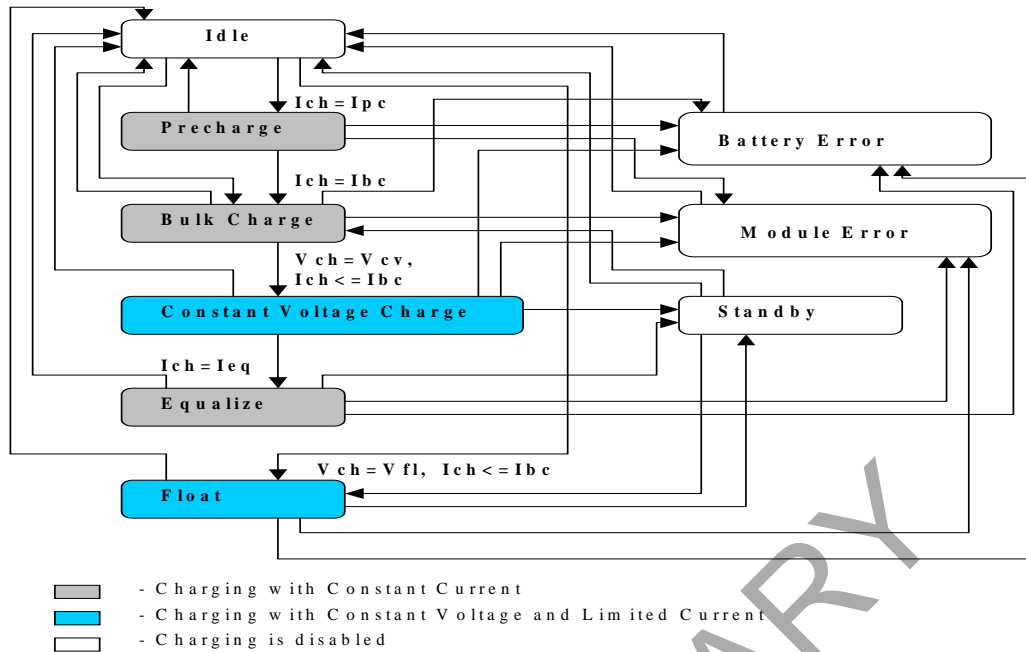 Idle
Ich=Ipc
Precharge
Battery Error
Ich=Ibc
Bulk Charge
Module Error
Vch=Vcv,
Ich<=Ibc
Constant Voltage Charge
Standby
Ich=Ieq
Equalize
Vch=Vfl, Ich<=Ibc
Float
- Charging with Constant Current
- Charging with Constant Voltage and Limited Current
- Charging is disabled
ARY